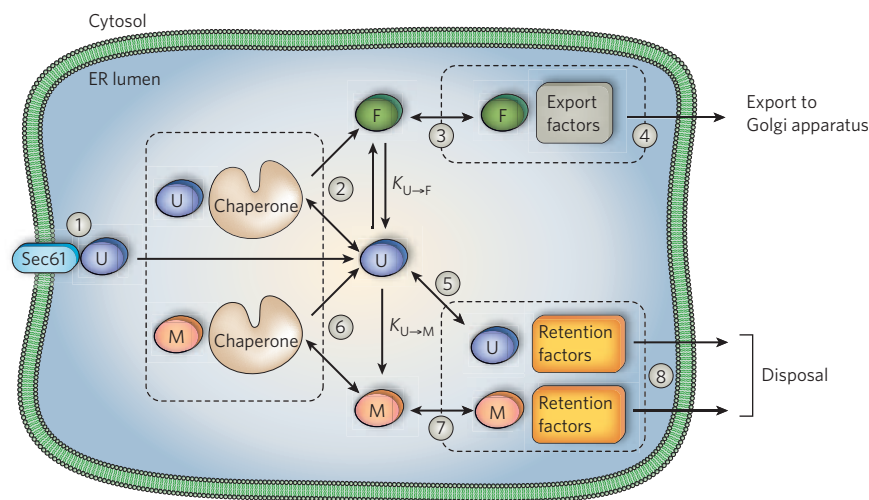 Cytosol
ER lumen
F
F
Export
factors
Export to
Golgi apparatus
3
4
U
Chaperone
2
K U→F
1
Sec61
U
U
5
M
Chaperone
6
K U→M
U
Retention
factors
8
Disposal
M
M
Retention
factors
7